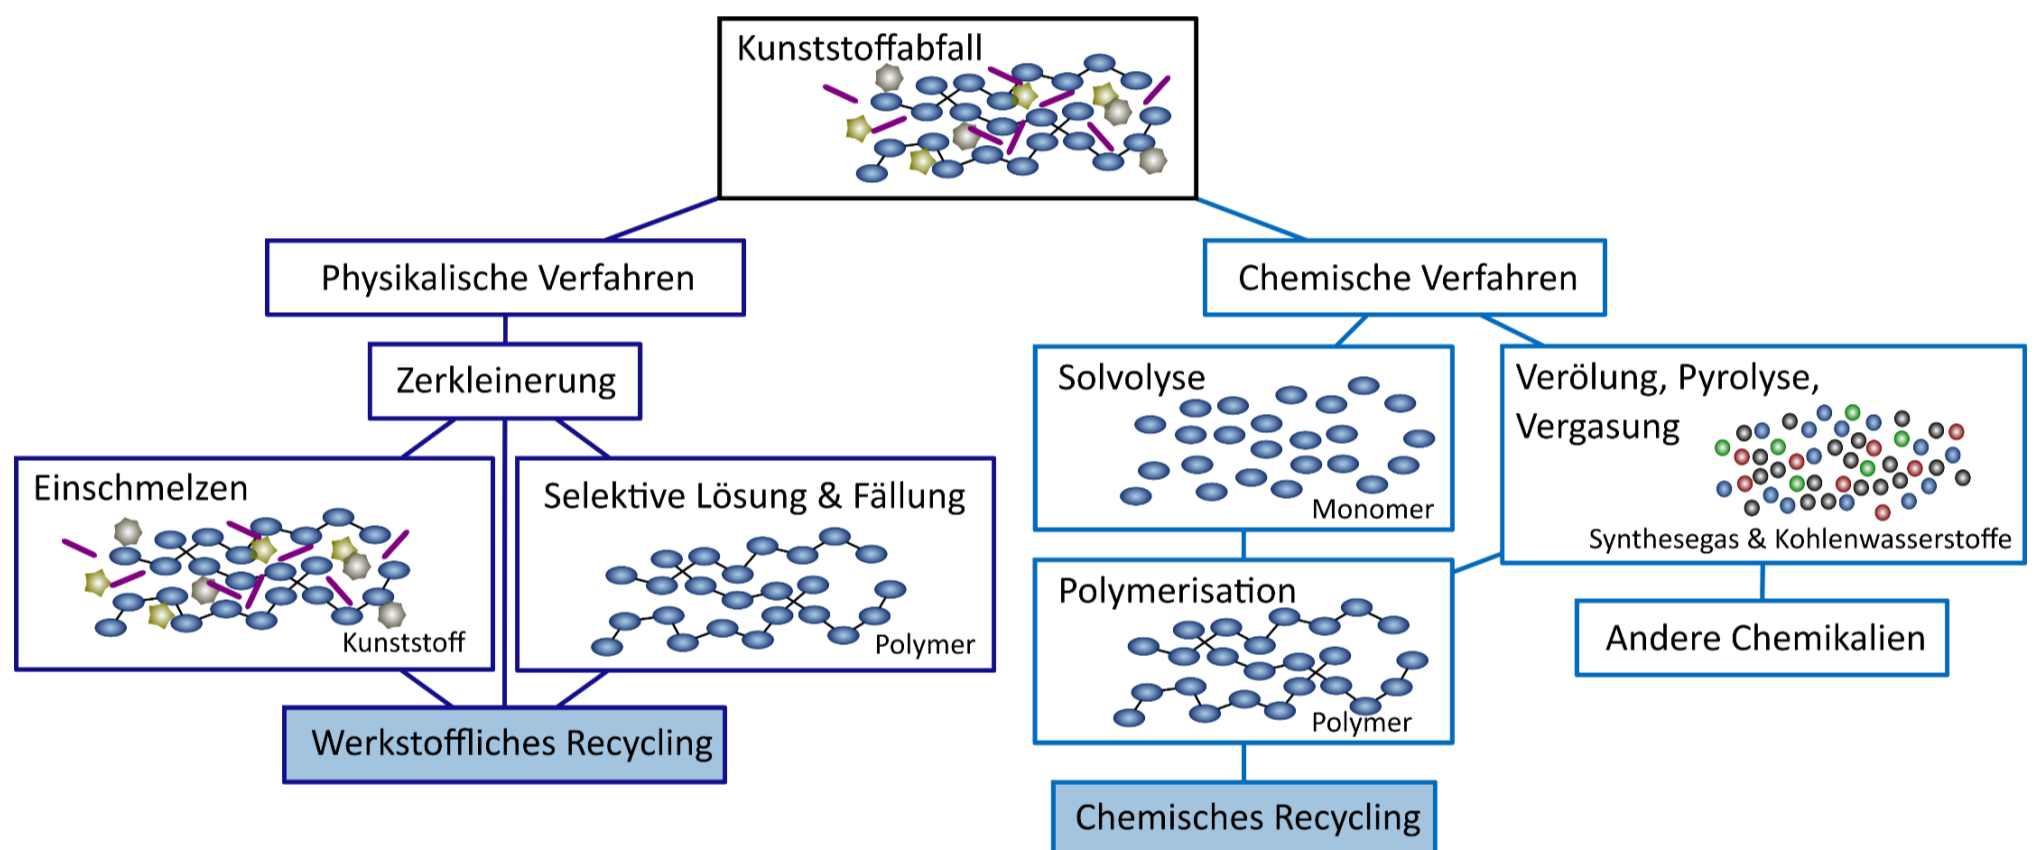 Kunststoffabfall
Physikalische Verfahren
Chemische Verfahren
Zerkleinerung
Solvolyse
Monomer
Verölung, Pyrolyse,
Vergasung
Synthesegas & Kohlenwasserstoffe
Einschmelzen
Kunststoff
Selektive Lösung & Fällung
Polymer
Polymerisation
Polymer
Andere Chemikalien
Werkstoffliches Recycling
Chemisches Recycling